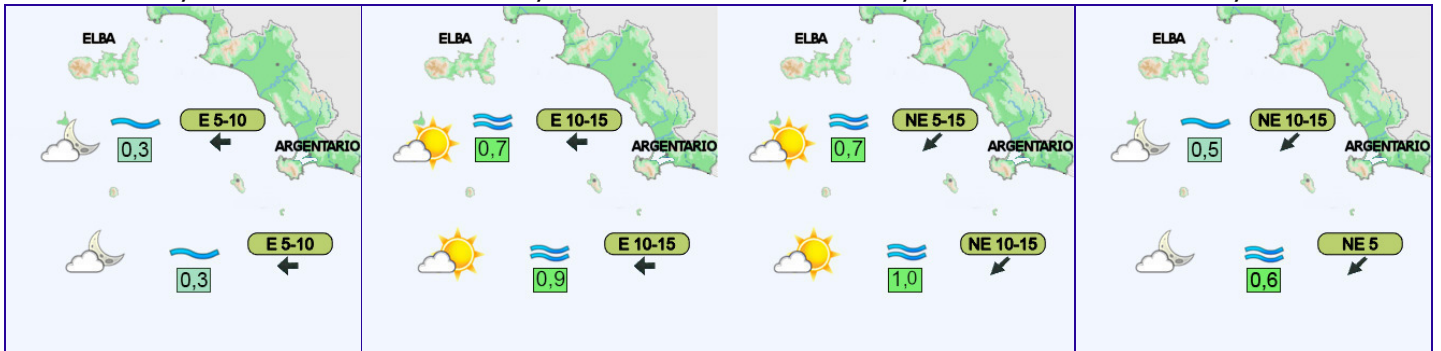 ELBA
E 5-10
0,3
ARGENTARIO
E 5-10
0,3
ELBA
E 10-15
0,7
ARGENTARIO
E 10-15
0,9
ELBA
NE 5-15
0,7
ARGENTARIO
NE 10-15
1,0
ELBA
NE 10-15
0,5
ARGENTARIO
NE 5
0,6